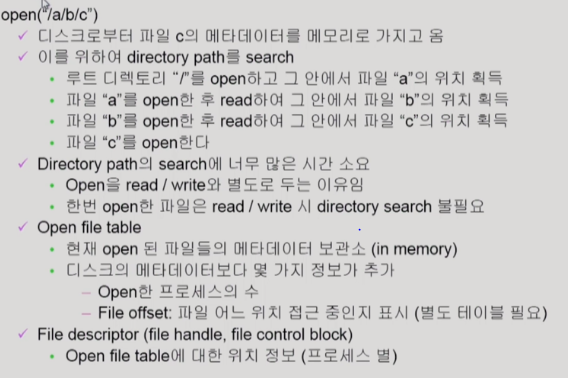 open("/a/b/c")
✓ 디스크로부터 파일 c의 메타데이터를 메모리로 가지고 옴
✓ 이를 위하여 directory path를 search
• 루트 디렉토리 “/”를 open하고 그 안에서 파일 “a”의 위치 획득
• 파일 “a”를 open한 후 read하여 그 안에서 파일 “b”의 위치 획득
• 파일 “b”를 open한 후 read하여 그 안에서 파일 “c”의 위치 획득
• 파일 “c”를 open한다
✓ Directory path의 search에 너무 많은 시간 소요
• Open을 read / write와 별도로 두는 이유임
• 한번 open한 파일은 read / write 시 directory search 불필요
✓ Open file table
• 현재 open 된 파일들의 메타데이터 보관소 (in memory)
• 디스크의 메타데이터보다 몇 가지 정보가 추가
– Open한 프로세스의 수
– File offset: 파일 어느 위치 접근 중인지 표시 (별도 테이블 필요)
✓ File descriptor (file handle, file control block)
• Open file table에 대한 위치 정보 (프로세스 별)